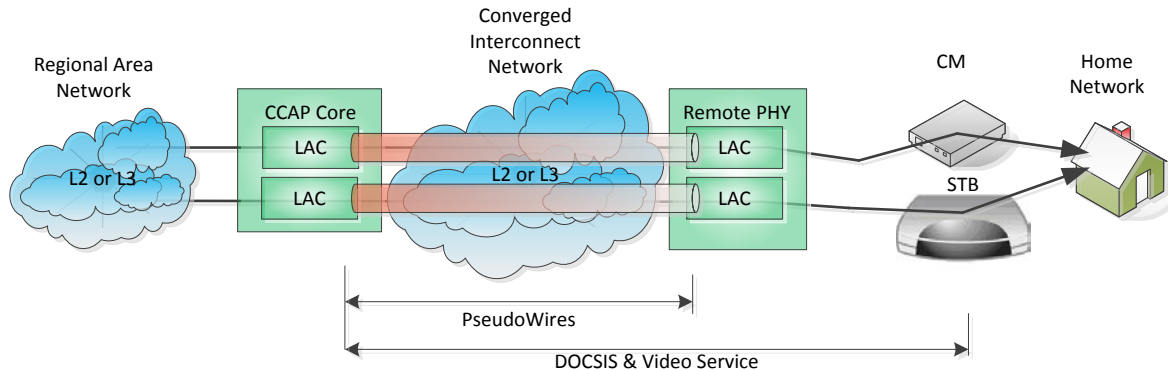 Regional Area
Network
L2 or L3
CCAP Core
LAC
LAC
Converged
Interconnect
Network
L2 or L3
Remote PHY
LAC
LAC
CM
STB
Home
Network
PseudoWires
DOCSIS & Video Service